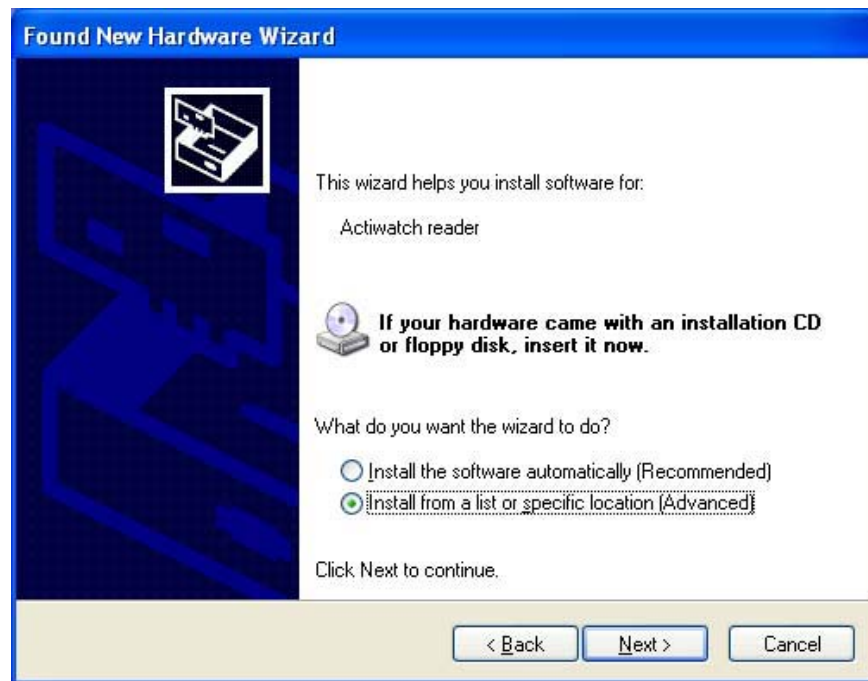 Found New Hardware Wizard
This wizard helps you install software for:
Actiwatch reader
If your hardware came with an installation CD
or floppy disk, insert it now.
What do you want the wizard to do?
Install the software automatically (Recommended)
Install from a list or specific location (Advanced)
Click Next to continue.
< Back
Next >
Cancel